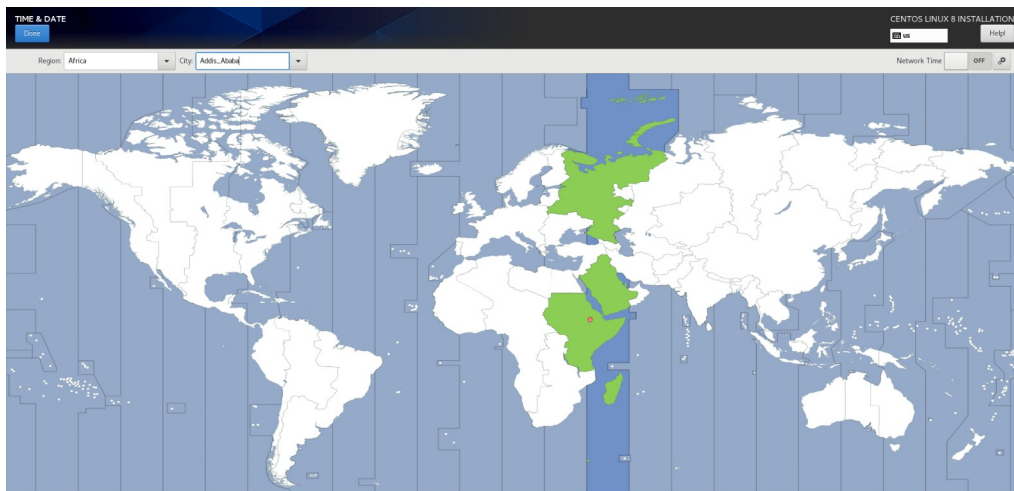 TIME & DATE
CENTOS LINUX 8 INSTALLATION
Done
us
Help!
Region: Africa City: Addis_Ababa Network Time OFF